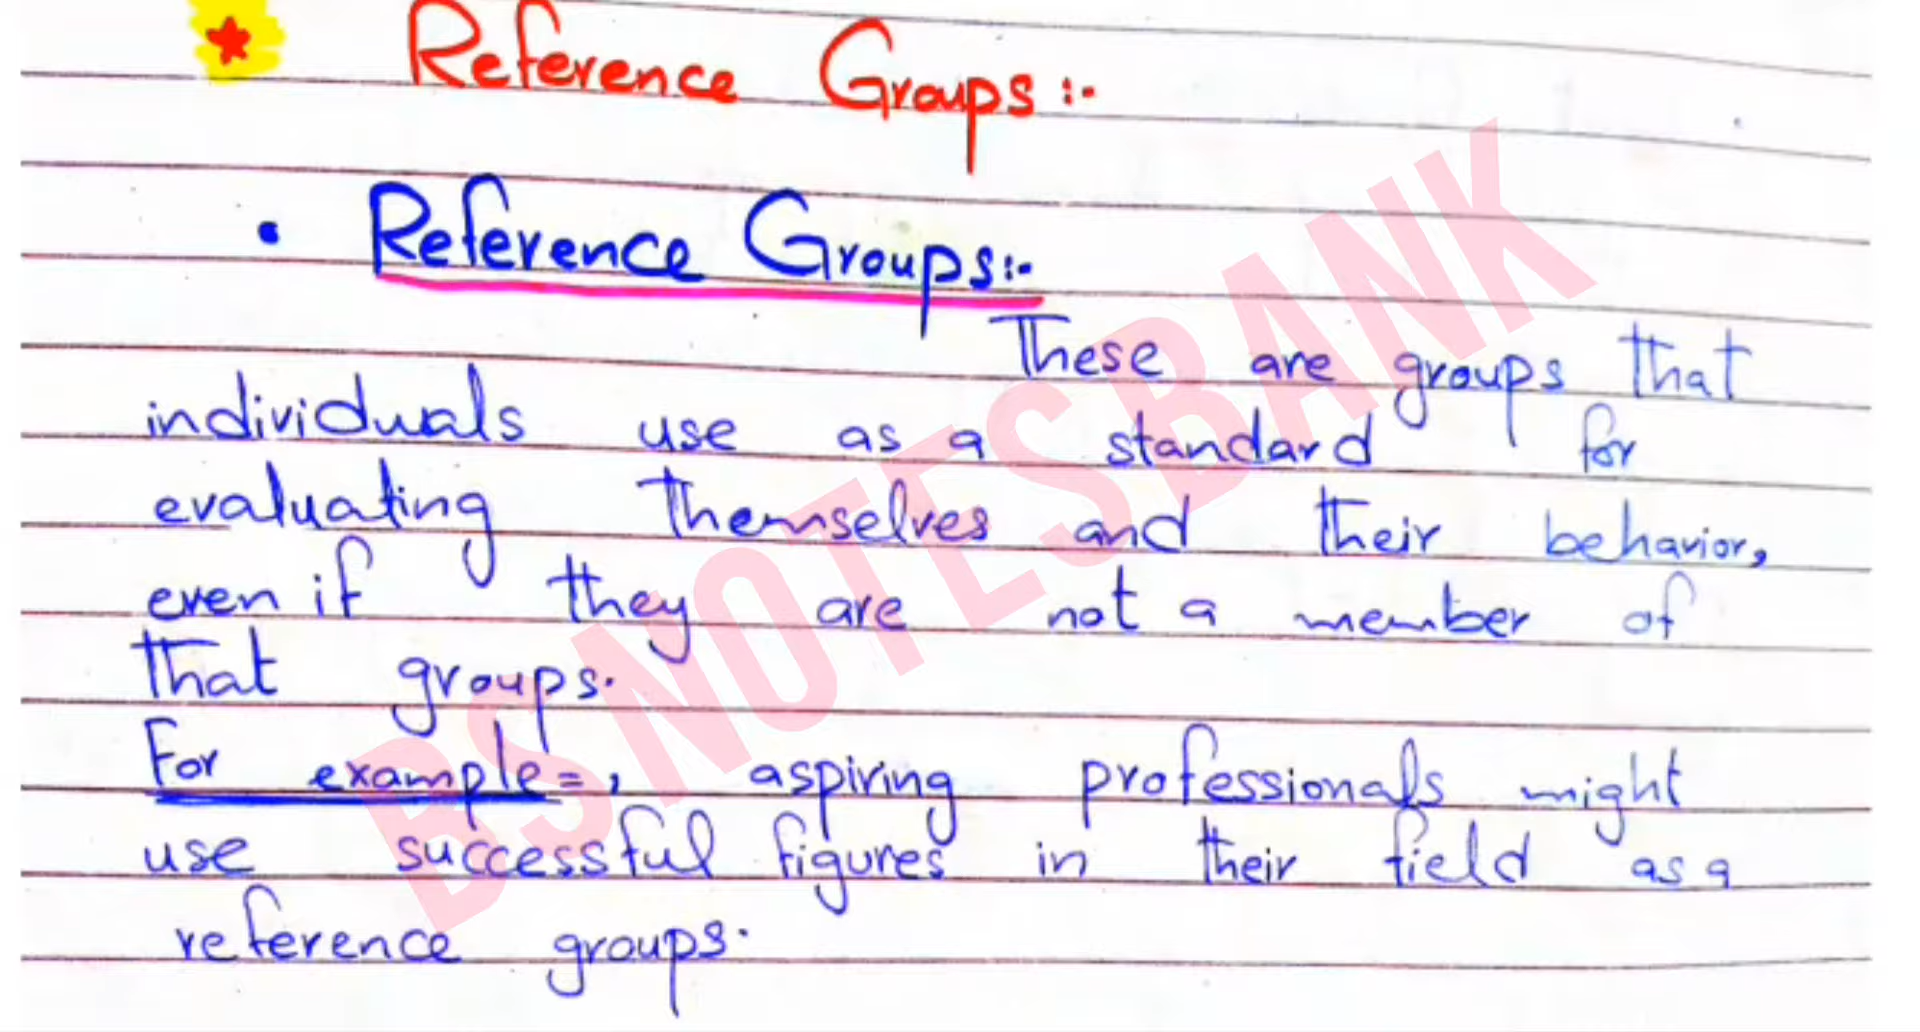 Reference Groups :-
• Reference Groups:-
These are groups that
individuals use as a standard for
evaluating themselves and their behavior,
even if they are not a member of
that groups.
For example = , aspiring professionals might
use successful figures in their field as a
reference groups.
BSNOTESBANK